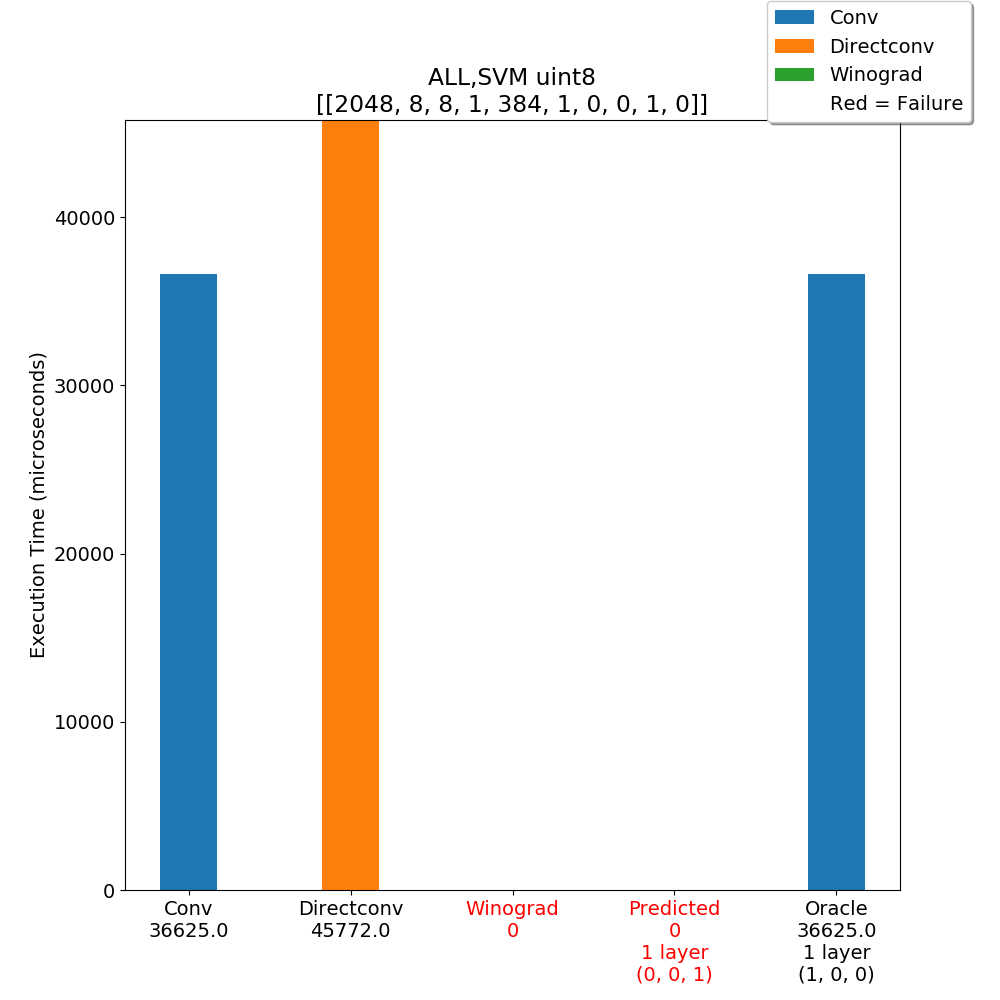 Conv
Directconv
Winograd
Red = Failure
ALL,SVM uint8
[[2048, 8, 8, 1, 384, 1, 0, 0, 1, 0]]
Execution Time (microseconds)
40000
30000
20000
10000
0
Conv
36625.0
Directconv
45772.0
Winograd
0
Predicted
0
1 layer
(0, 0, 1)
Oracle
36625.0
1 layer
(1, 0, 0)